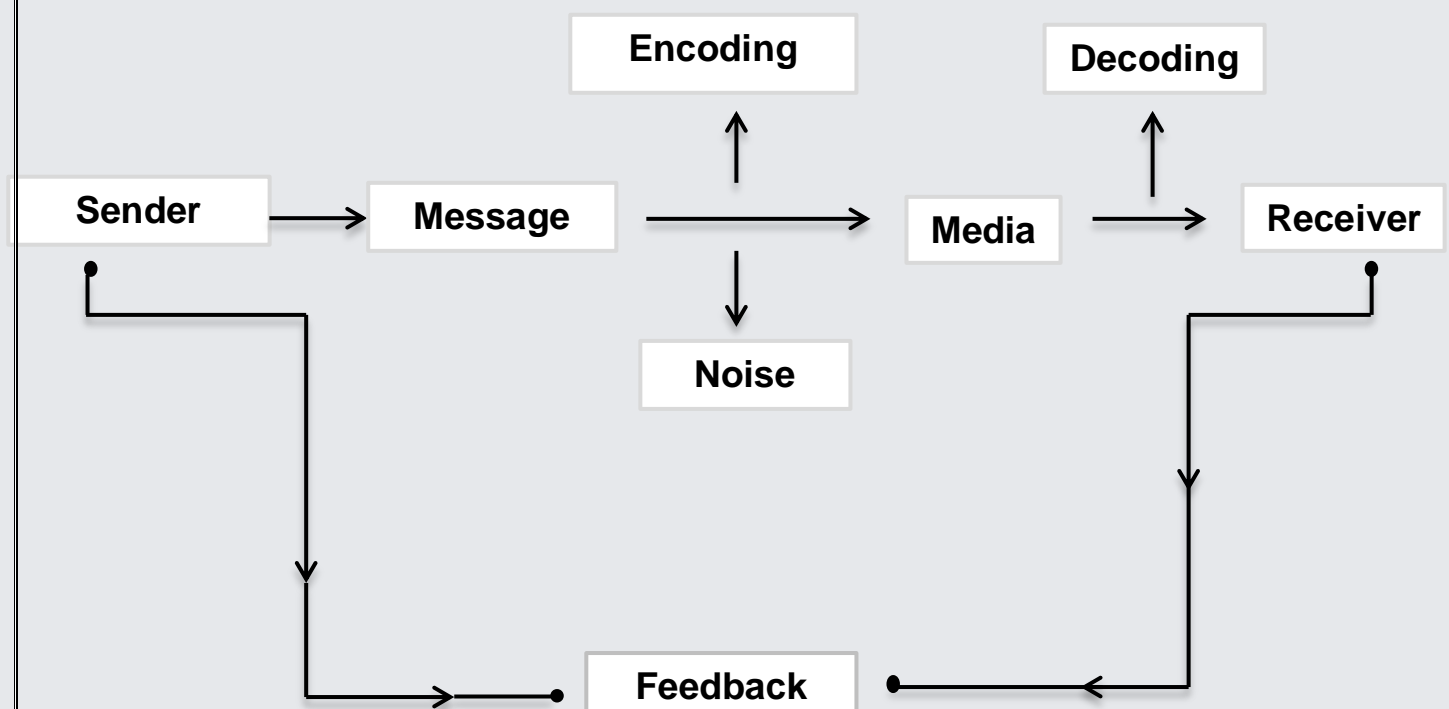 Encoding
Decoding
Sender
Message
Media
Receiver
Noise
Feedback